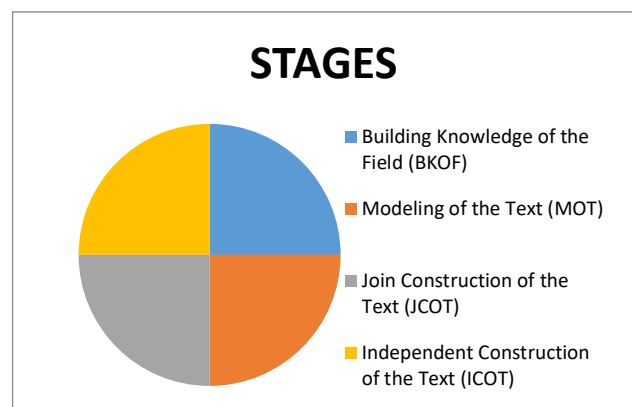 STAGES
Building Knowledge of the
Field (BKOF)
Modeling of the Text (MOT)
Join Construction of the
Text (JCOT)
Independent Construction
of the Text (ICOT)